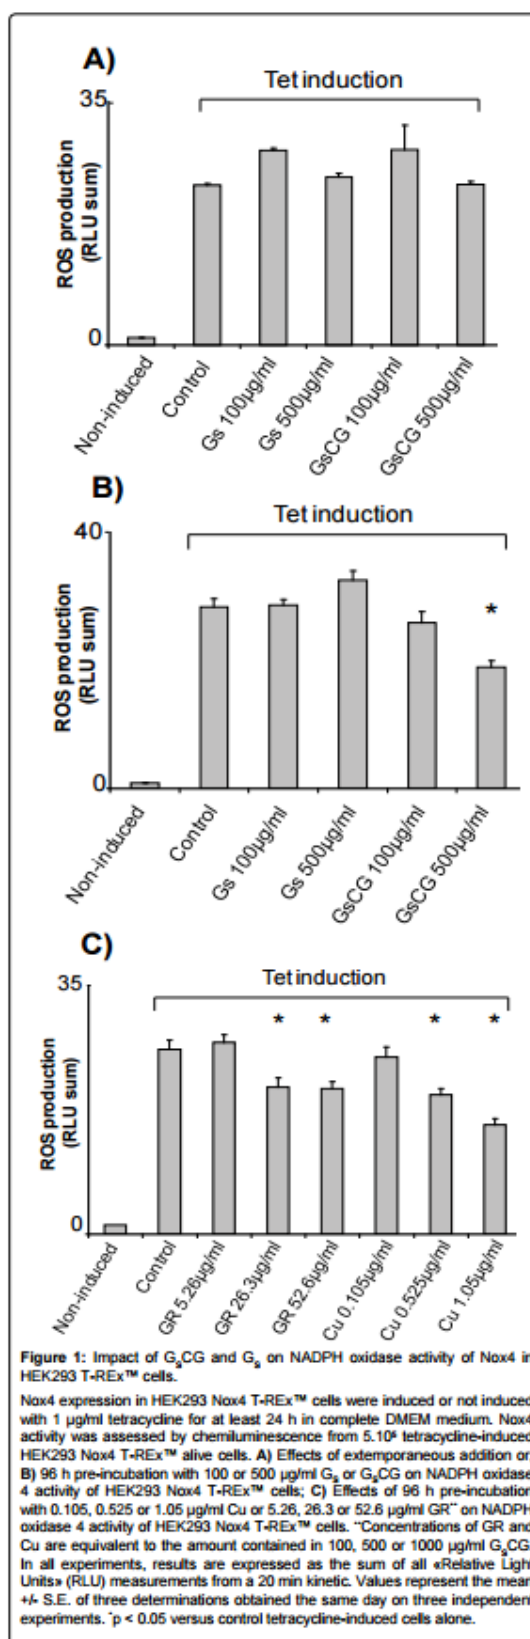 A)
Tet induction
35
ROS production
(RLU sum)
0
Non-induced
Control
Gs 100µg/ml
Gs 500µg/ml
GsCG 100µg/ml
GsCG 500µg/ml
B)
Tet induction
40
ROS production
(RLU sum)
*
0
Non-induced
Control
Gs 100µg/ml
Gs 500µg/ml
GsCG 100µg/ml
GsCG 500µg/ml
C)
Tet induction
35
* * * *
ROS production
(RLU sum)
0
Non-induced
Control
GR 5.26µg/ml
GR 26.3µg/ml
GR 52.6µg/ml
Cu 0.105µg/ml
Cu 0.525µg/ml
Cu 1.05µg/ml
Figure 1: Impact of GsCG and Gs on NADPH oxidase activity of Nox4 in
HEK293 T-REx™ cells.
Nox4 expression in HEK293 Nox4 T-REx™ cells were induced or not induced
with 1 µg/ml tetracycline for at least 24 h in complete DMEM medium. Nox4
activity was assessed by chemiluminescence from 5.10⁵ tetracycline-induced
HEK293 Nox4 T-REx™ alive cells. A) Effects of extemporaneous addition or
B) 96 h pre-incubation with 100 or 500 µg/ml Gs or GsCG on NADPH oxidase
4 activity of HEK293 Nox4 T-REx™ cells; C) Effects of 96 h pre-incubation
with 0.105, 0.525 or 1.05 µg/ml Cu or 5.26, 26.3 or 52.6 µg/ml GR** on NADPH
oxidase 4 activity of HEK293 Nox4 T-REx™ cells. **Concentrations of GR and
Cu are equivalent to the amount contained in 100, 500 or 1000 µg/ml GsCG.
In all experiments, results are expressed as the sum of all «Relative Light
Units» (RLU) measurements from a 20 min kinetic. Values represent the mean
+/- S.E. of three determinations obtained the same day on three independent
experiments. *p < 0.05 versus control tetracycline-induced cells alone.